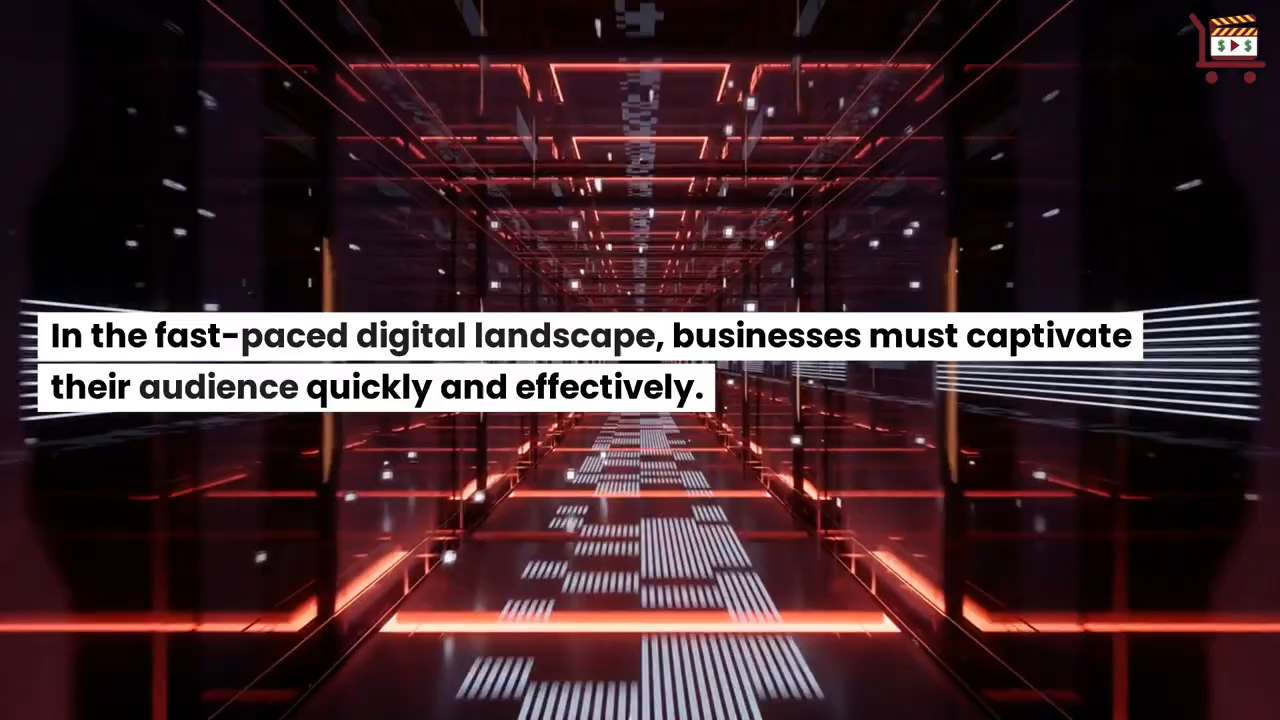 In the fast-paced digital landscape, businesses must captivate
their audience quickly and effectively.
$ $